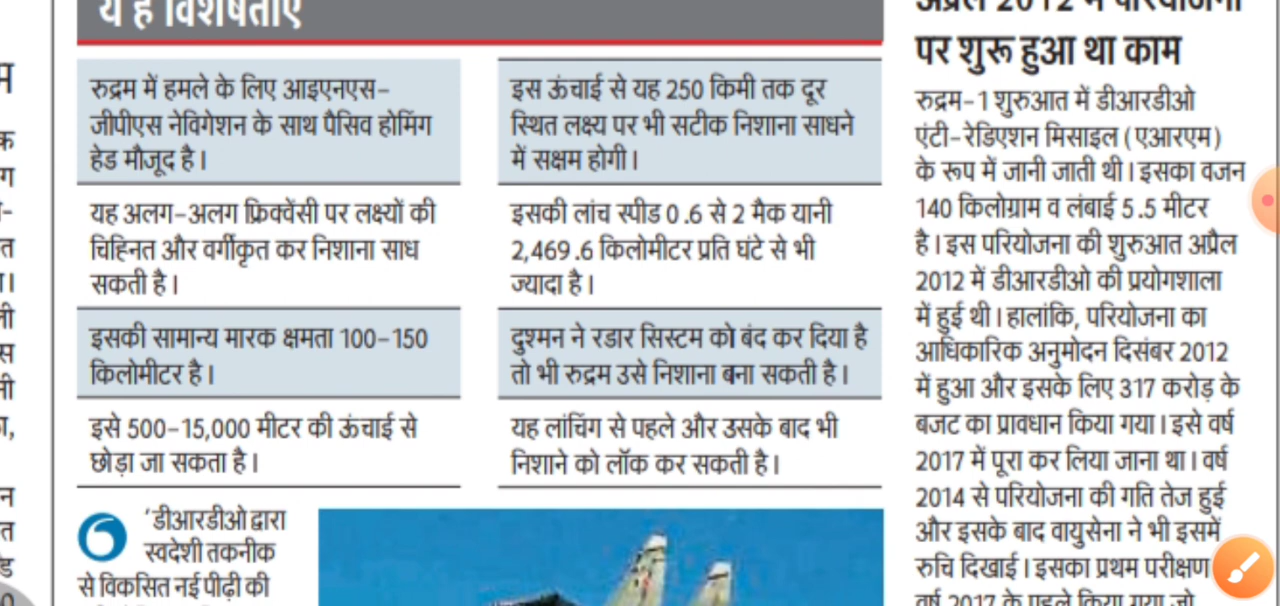 ये हैं विशेषताएं
रुद्रम में हमले के लिए आइएनएस-
जीपीएस नेविगेशन के साथ पैसिव होमिंग
हेड मौजूद है।
यह अलग-अलग फ्रिक्वेंसी पर लक्ष्यों की
चिह्नित और वर्गीकृत कर निशाना साध
सकती है।
इसकी सामान्य मारक क्षमता 100-150
किलोमीटर है।
इसे 500-15,000 मीटर की ऊंचाई से
छोड़ा जा सकता है।
इस ऊंचाई से यह 250 किमी तक दूर
स्थित लक्ष्य पर भी सटीक निशाना साधने
में सक्षम होगी।
इसकी लांच स्पीड 0.6 से 2 मैक यानी
2,469.6 किलोमीटर प्रति घंटे से भी
ज्यादा है।
दुश्मन ने रडार सिस्टम को बंद कर दिया है
तो भी रुद्रम उसे निशाना बना सकती है।
यह लांचिंग से पहले और उसके बाद भी
निशाने को लॉक कर सकती है।
'डीआरडीओ द्वारा
स्वदेशी तकनीक
से विकसित नई पीढ़ी की
अप्रैल 2012 में परियोजना
पर शुरू हुआ था काम
रुद्रम-1 शुरुआत में डीआरडीओ
एंटी-रेडिएशन मिसाइल (एआरएम)
के रूप में जानी जाती थी। इसका वजन
140 किलोग्राम व लंबाई 5.5 मीटर
है। इस परियोजना की शुरुआत अप्रैल
2012 में डीआरडीओ की प्रयोगशाला
में हुई थी। हालांकि, परियोजना का
आधिकारिक अनुमोदन दिसंबर 2012
में हुआ और इसके लिए 317 करोड़ के
बजट का प्रावधान किया गया। इसे वर्ष
2017 में पूरा कर लिया जाना था। वर्ष
2014 से परियोजना की गति तेज हुई
और इसके बाद वायुसेना ने भी इसमें
रुचि दिखाई। इसका प्रथम परीक्षण
वर्ष 2017 के पहले किया गया जो